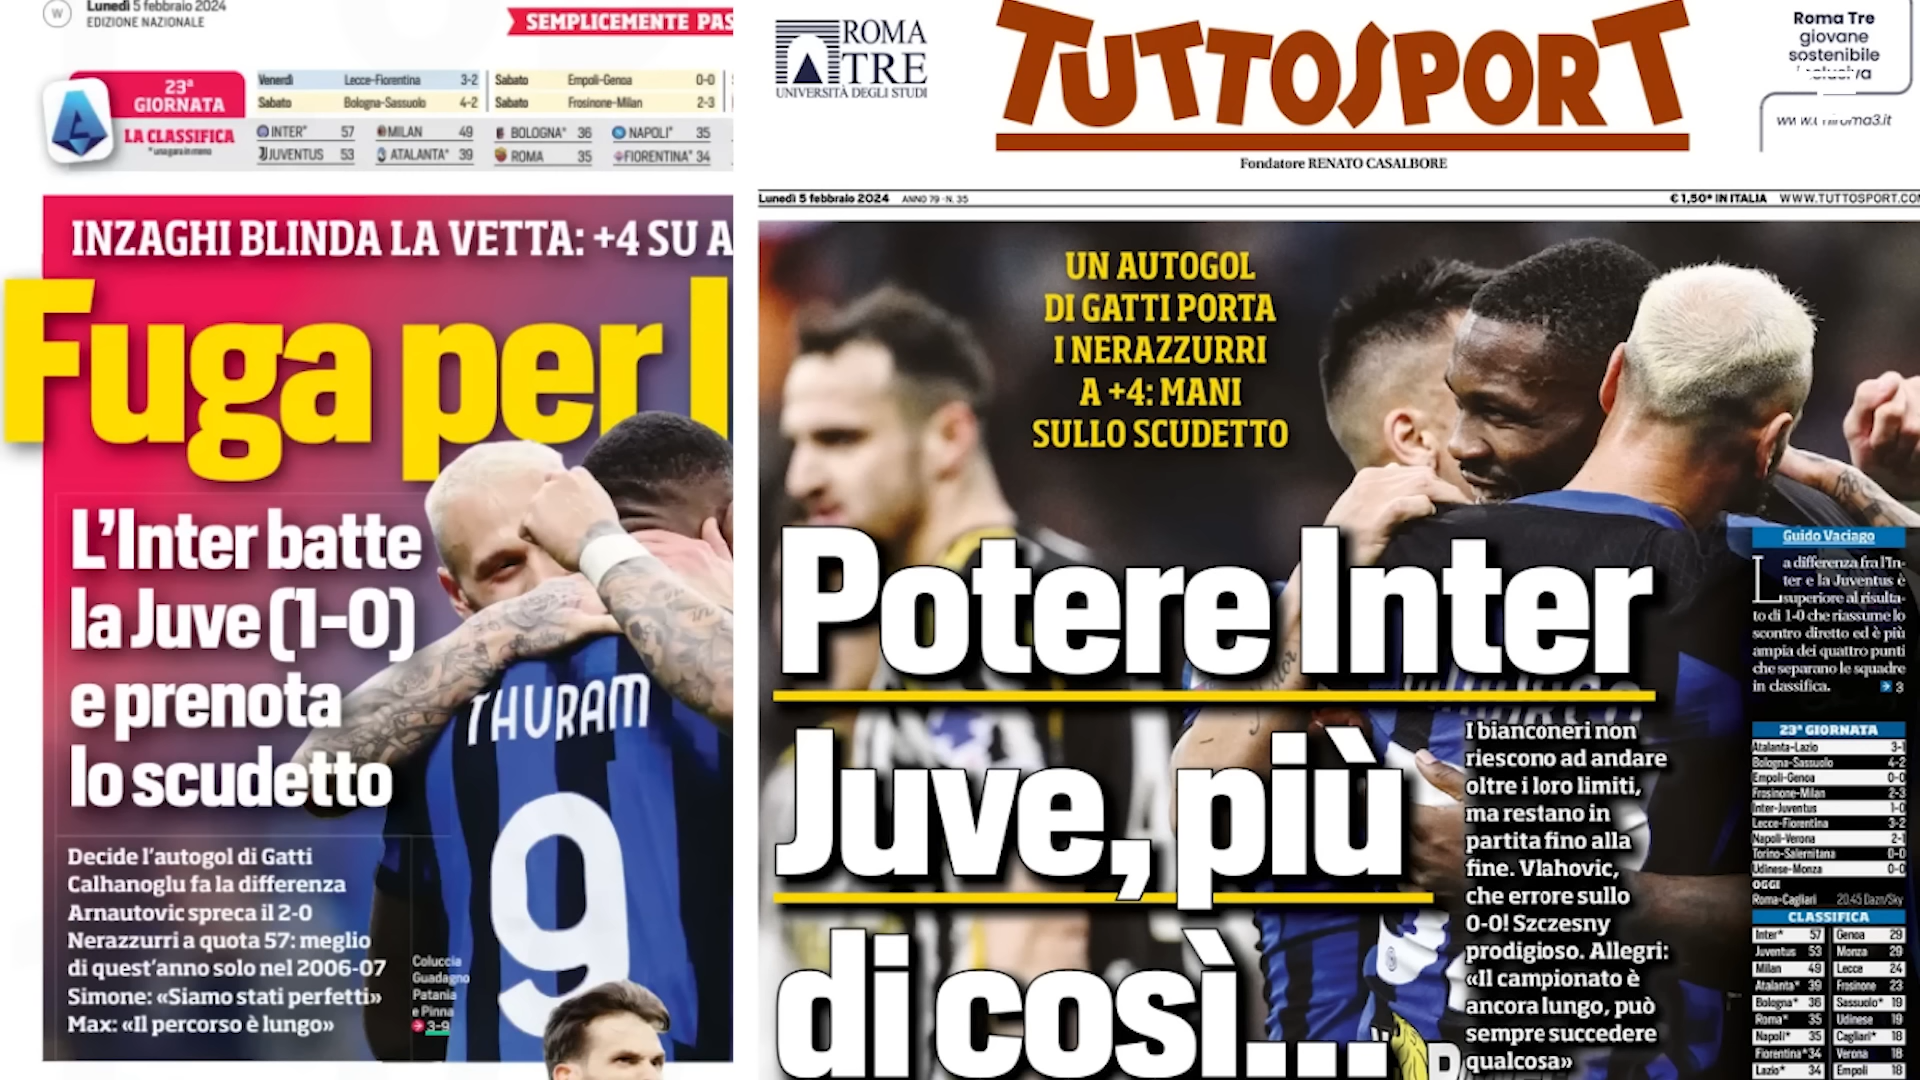 Lunedì 5 febbraio 2024
EDIZIONE NAZIONALE
SEMPLICEMENTE PAS
23ª
GIORNATA
LA CLASSIFICA
* una gara in meno
Venerdì Lecce-Fiorentina 3-2
Sabato Bologna-Sassuolo 4-2
Sabato Empoli-Genoa 0-0
Sabato Frosinone-Milan 2-3
INTER* 57 MILAN 49 BOLOGNA* 36 NAPOLI* 35
JUVENTUS 53 ATALANTA* 39 ROMA 35 FIORENTINA* 34
INZAGHI BLINDA LA VETTA: +4 SU A
Fuga per l
L'Inter batte
la Juve (1-0)
e prenota
lo scudetto
THURAM
9
Decide l'autogol di Gatti
Calhanoglu fa la differenza
Arnautovic spreca il 2-0
Nerazzurri a quota 57: meglio
di quest'anno solo nel 2006-07
Simone: «Siamo stati perfetti»
Max: «Il percorso è lungo»
Coluccia
Guadagno
Patania
e Pinna
3-9
ROMA
TRE
UNIVERSITÀ DEGLI STUDI
TUTTOSPORT
Fondatore RENATO CASALBORE
Roma Tre
giovane
sostenibile
Lunedì 5 febbraio 2024 ANNO 79 - N. 35
€ 1,50* IN ITALIA WWW.TUTTOSPORT.CO
UN AUTOGOL
DI GATTI PORTA
I NERAZZURRI
A +4: MANI
SULLO SCUDETTO
Potere Inter
Juve, più
di così...
I bianconeri non
riescono ad andare
oltre i loro limiti,
ma restano in
partita fino alla
fine. Vlahovic,
che errore sullo
0-0! Szczesny
prodigioso. Allegri:
«Il campionato è
ancora lungo, può
sempre succedere
qualcosa»
Guido Vaciago
La differenza fra l'In-
ter e la Juventus è
superiore al risulta-
to di 1-0 che riassume lo
scontro diretto ed è più
ampia dei quattro punti
che separano le squadre
in classifica. 3
23ª GIORNATA
Atalanta-Lazio 3-1
Bologna-Sassuolo 4-2
Empoli-Genoa 0-0
Frosinone-Milan 2-3
Inter-Juventus 1-0
Lecce-Fiorentina 3-2
Napoli-Verona 2-1
Torino-Salernitana 0-0
Udinese-Monza 0-0
OGGI
Roma-Cagliari 20.45 Dazn/Sky
CLASSIFICA
Inter* 57 Genoa 29
Juventus 53 Monza 29
Milan 49 Lecce 24
Atalanta* 39 Frosinone 23
Bologna* 36 Sassuolo* 19
Roma* 35 Udinese 19
Napoli* 35 Cagliari* 18
Fiorentina* 34 Verona 18
Lazio* 34 Empoli 18